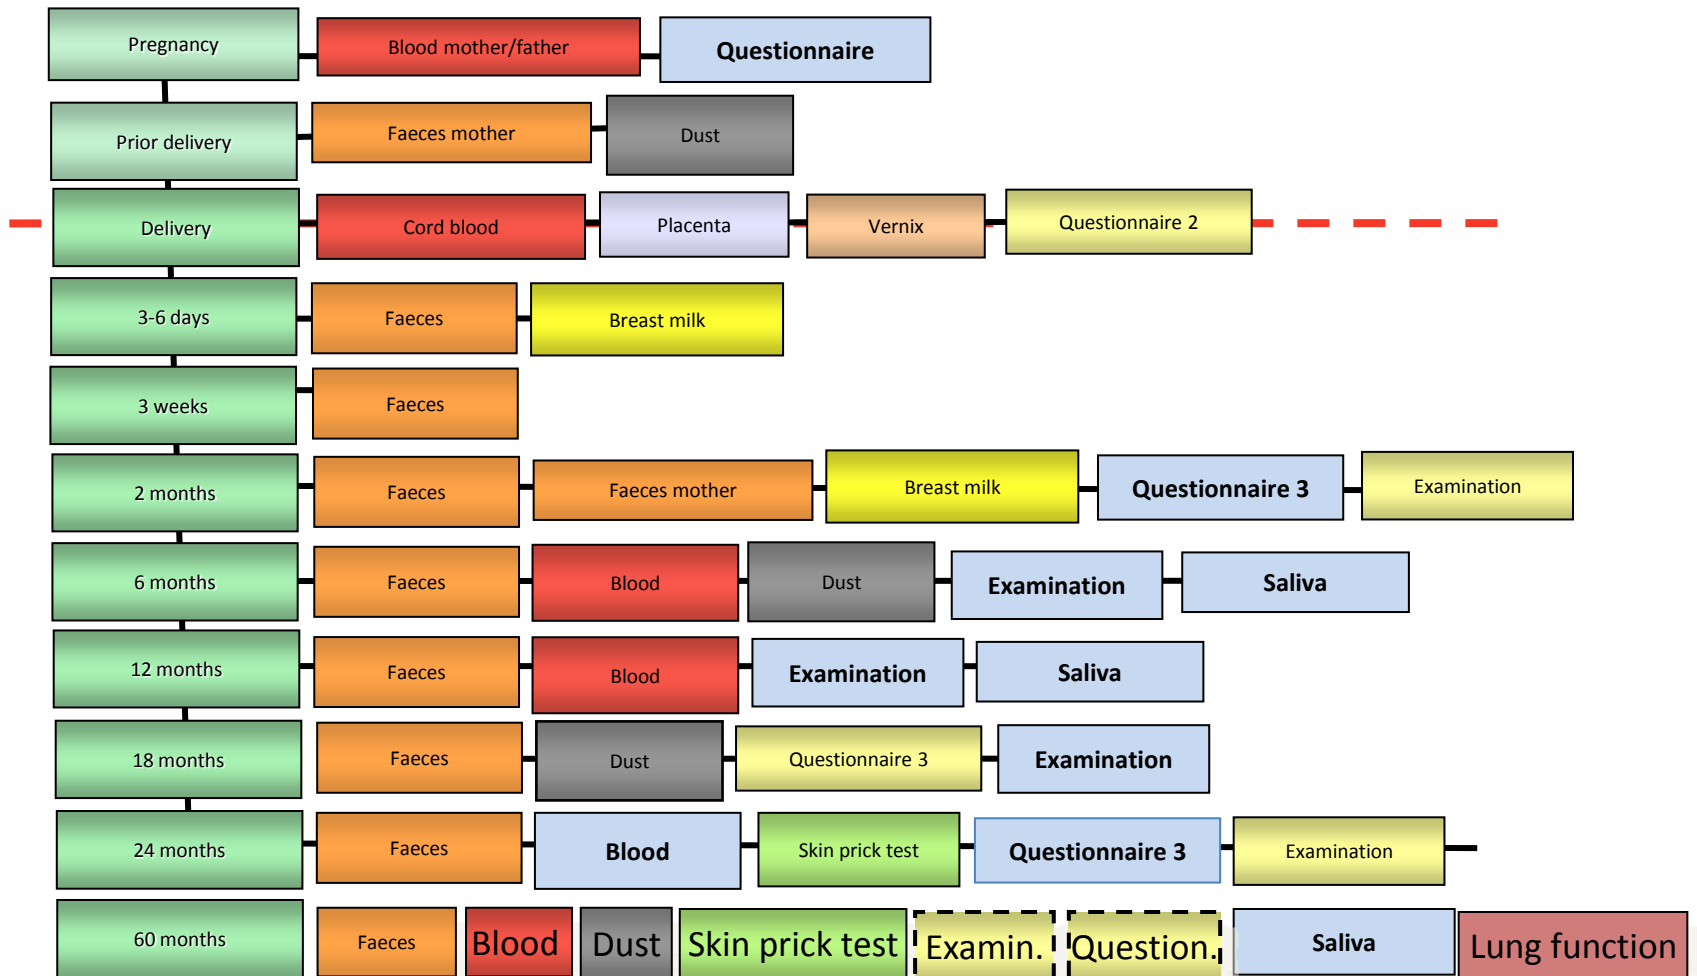 Pregnancy
Blood mother/father
Questionnaire
Prior delivery
Faeces mother
Dust
Delivery
Cord blood
Placenta
Vernix
Questionnaire 2
3-6 days
Faeces
Breast milk
3 weeks
Faeces
2 months
Faeces
Faeces mother
Breast milk
Questionnaire 3
Examination
6 months
Faeces
Blood
Dust
Examination
Saliva
12 months
Faeces
Blood
Examination
Saliva
18 months
Faeces
Dust
Questionnaire 3
Examination
24 months
Faeces
Blood
Skin prick test
Questionnaire 3
Examination
60 months
Faeces
Blood
Dust
Skin prick test
Examin.
Question.
Saliva
Lung function